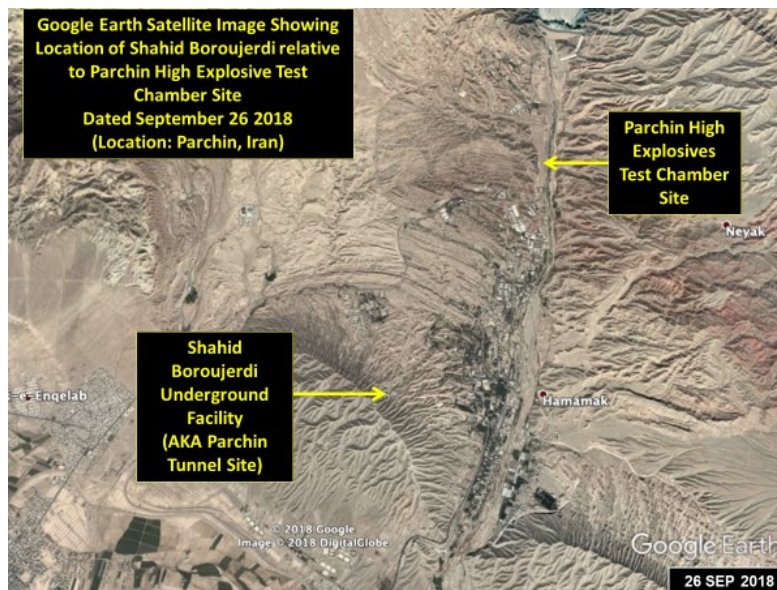 Google Earth Satellite Image Showing
Location of Shahid Boroujerdi relative
to Parchin High Explosive Test
Chamber Site
Dated September 26 2018
(Location: Parchin, Iran)
Parchin High
Explosives
Test Chamber
Site
Neyak
Shahid
Boroujerdi
Underground
Facility
(AKA Parchin
Tunnel Site)
-e-Enqelab
Hamamak
© 2018 Google
Image © 2018 DigitalGlobe
Google Earth
26 SEP 2018